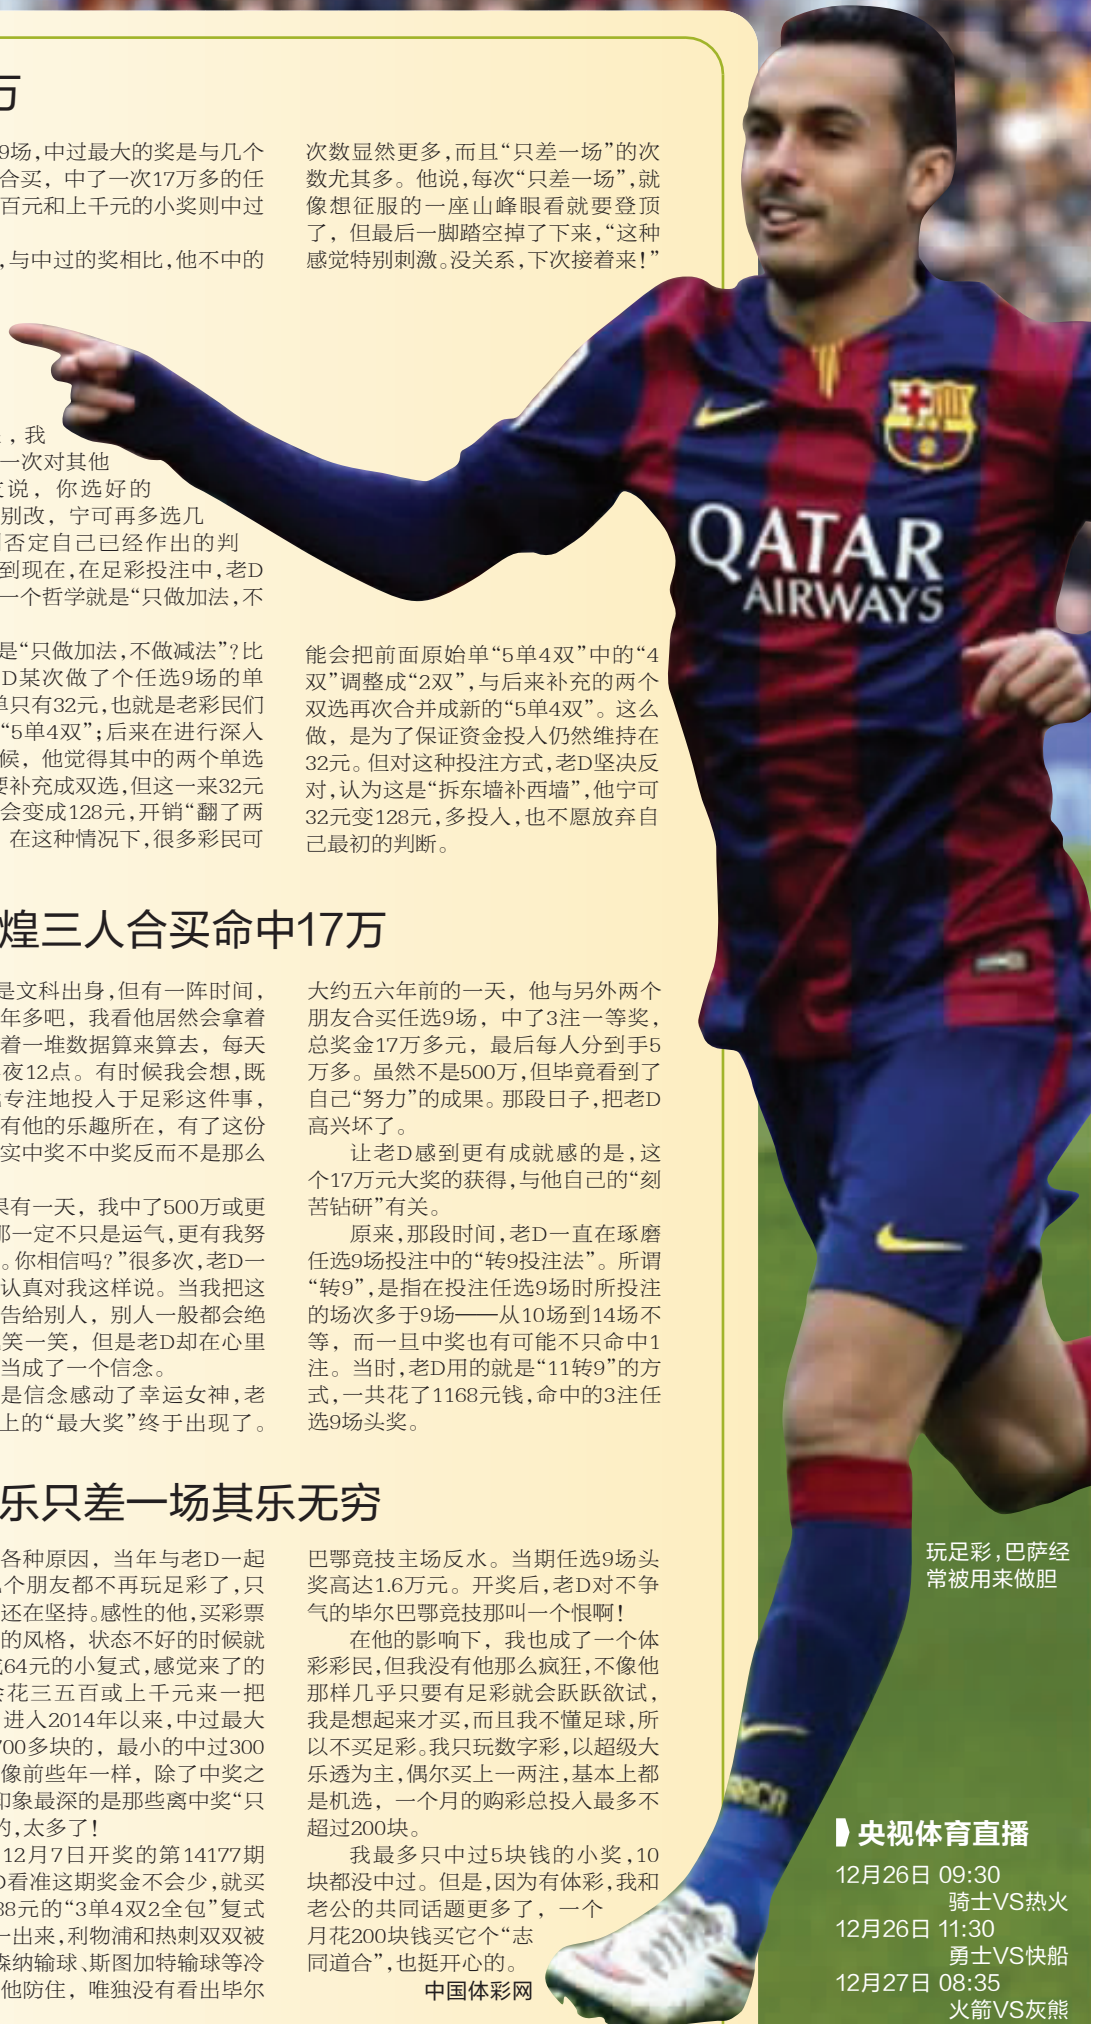 万
9场,中过最大的奖是与几个
合买，中了一次17万多的任
百元和上千元的小奖则中过
,与中过的奖相比,他不中的
次数显然更多,而且“只差一场”的次
数尤其多。他说,每次“只差一场”,就
像想征服的一座山峰眼看就要登顶
了，但最后一脚踏空掉了下来,“这种
感觉特别刺激。没关系,下次接着来！”
，我
一次对其他
说，你选好的
别改，宁可再多选几
否定自己已经作出的判
到现在,在足彩投注中,老D
一个哲学就是“只做加法,不
是“只做加法,不做减法”?比
D某次做了个任选9场的单
单只有32元,也就是老彩民们
“5单4双”;后来在进行深入
候，他觉得其中的两个单选
要补充成双选,但这一来32元
会变成128元,开销“翻了两
在这种情况下,很多彩民可
能会把前面原始单“5单4双”中的“4
双”调整成“2双”,与后来补充的两个
双选再次合并成新的“5单4双”。这么
做，是为了保证资金投入仍然维持在
32元。但对这种投注方式,老D坚决反
对,认为这是“拆东墙补西墙”,他宁可
32元变128元,多投入,也不愿放弃自
己最初的判断。
煌三人合买命中17万
是文科出身,但有一阵时间,
年多吧，我看他居然会拿着
着一堆数据算来算去，每天
夜12点。有时候我会想,既
专注地投入于足彩这件事,
有他的乐趣所在，有了这份
实中奖不中奖反而不是那么
果有一天，我中了500万或更
那一定不只是运气,更有我努
。你相信吗？”很多次,老D一
认真对我这样说。当我把这
告给别人，别人一般都会绝
笑一笑，但是老D却在心里
当成了一个信念。
是信念感动了幸运女神,老
上的“最大奖”终于出现了。
大约五六年前的一天，他与另外两个
朋友合买任选9场，中了3注一等奖,
总奖金17万多元，最后每人分到手5
万多。虽然不是500万,但毕竟看到了
自己“努力”的成果。那段日子,把老D
高兴坏了。
让老D感到更有成就感的是,这
个17万元大奖的获得,与他自己的“刻
苦钻研”有关。
原来,那段时间,老D一直在琢磨
任选9场投注中的“转9投注法”。所谓
“转9”,是指在投注任选9场时所投注
的场次多于9场——从10场到14场不
等，而一旦中奖也有可能不只命中1
注。当时,老D用的就是“11转9”的方
式,一共花了1168元钱,命中的3注任
选9场头奖。
乐只差一场其乐无穷
各种原因，当年与老D一起
个朋友都不再玩足彩了,只
还在坚持。感性的他,买彩票
的风格，状态不好的时候就
64元的小复式,感觉来了的
会花三五百或上千元来一把
进入2014年以来,中过最大
700多块的，最小的中过300
像前些年一样，除了中奖之
印象最深的是那些离中奖“只
的,太多了！
12月7日开奖的第14177期
D看准这期奖金不会少,就买
88元的“3单4双2全包”复式
一出来,利物浦和热刺双双被
森纳输球、斯图加特输球等冷
他防住，唯独没有看出毕尔
巴鄂竞技主场反水。当期任选9场头
奖高达1.6万元。开奖后,老D对不争
气的毕尔巴鄂竞技那叫一个恨啊！
在他的影响下，我也成了一个体
彩彩民,但我没有他那么疯狂,不像他
那样几乎只要有足彩就会跃跃欲试,
我是想起来才买,而且我不懂足球,所
以不买足彩。我只玩数字彩,以超级大
乐透为主,偶尔买上一两注,基本上都
是机选，一个月的购彩总投入最多不
超过200块。
我最多只中过5块钱的小奖,10
块都没中过。但是,因为有体彩,我和
老公的共同话题更多了，一个
月花200块钱买它个“志
同道合”,也挺开心的。
中国体彩网
QATAR
AIRWAYS
玩足彩,巴萨经
常被用来做胆
央视体育直播
12月26日 09:30
骑士VS热火
12月26日 11:30
勇士VS快船
12月27日 08:35
火箭VS灰熊